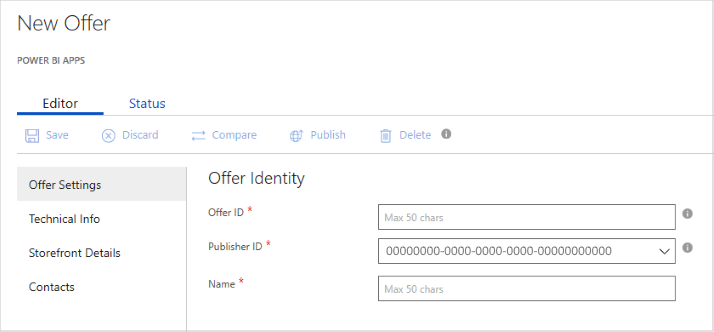 New Offer
POWER BI APPS
Editor Status
Save Discard Compare Publish Delete
Offer Settings
Technical Info
Storefront Details
Contacts
Offer Identity
Offer ID * Max 50 chars
Publisher ID * 00000000-0000-0000-0000-00000000000
Name * Max 50 chars